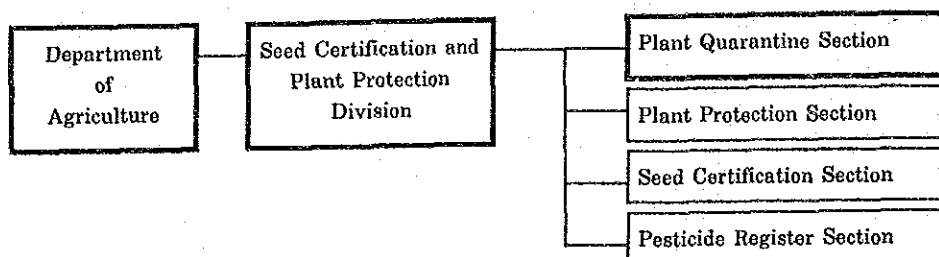 Department
of
Agriculture
Seed Certification and
Plant Protection
Division
Plant Quarantine Section
Plant Protection Section
Seed Certification Section
Pesticide Register Section